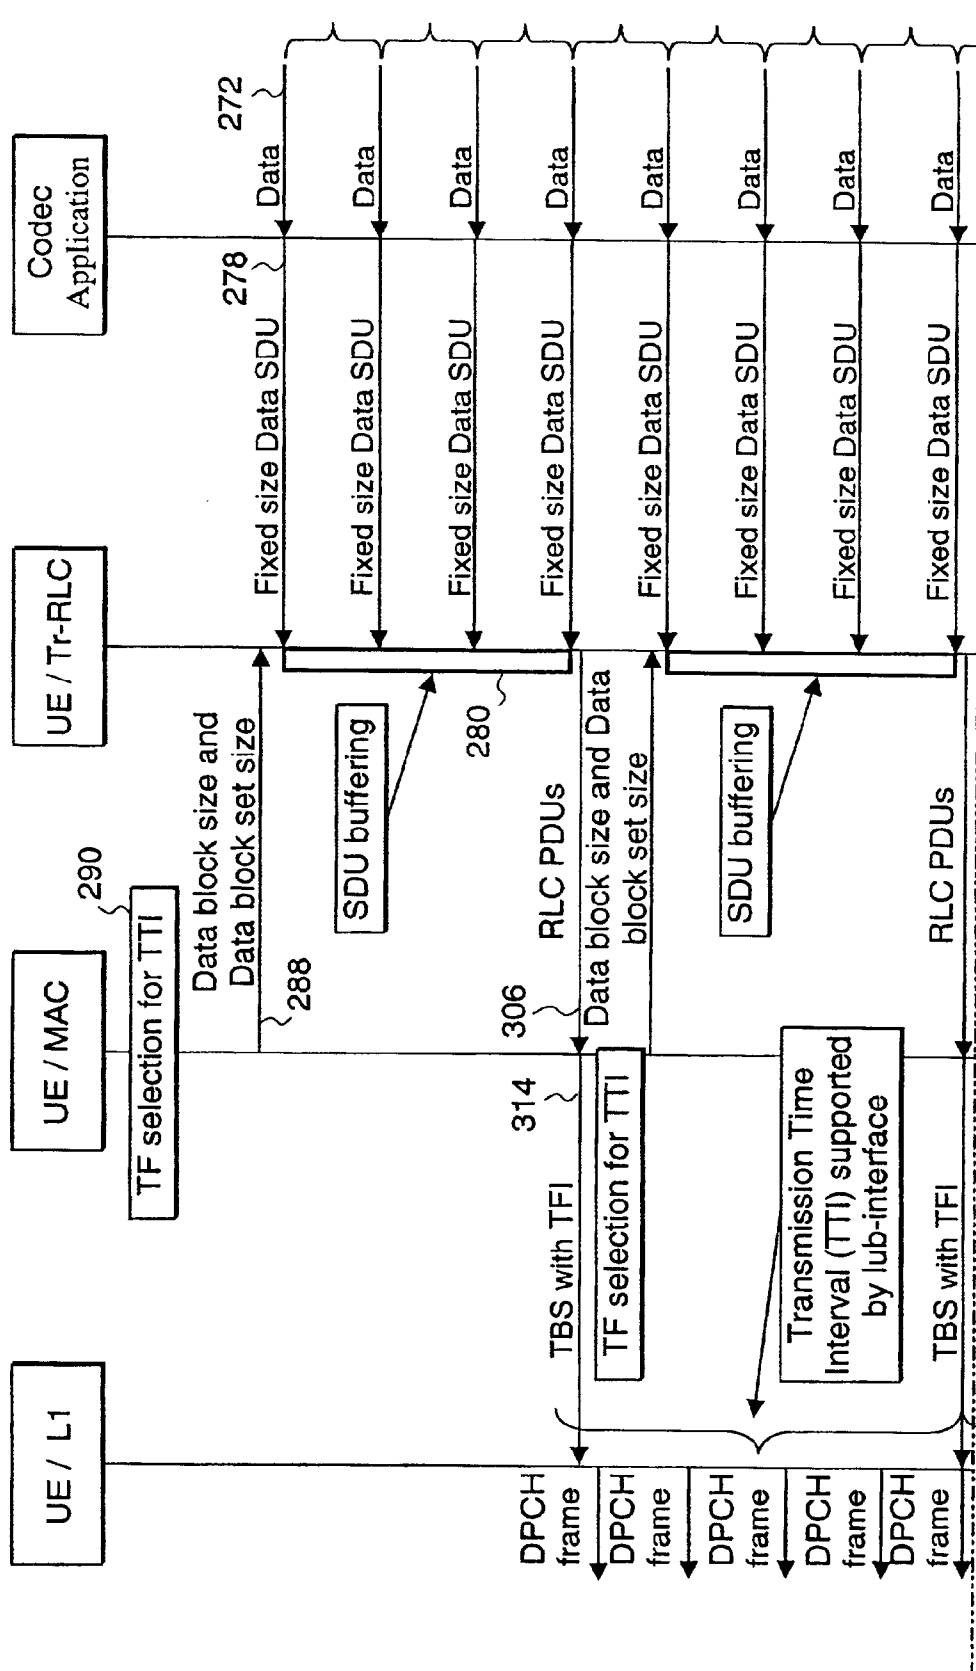 UE / L1
UE / MAC
UE / Tr-RLC
Codec
Application
290
TF selection for TTI
Data block size and
Data block set size
288
Fixed size Data SDU
278
Data
272
Fixed size Data SDU
Data
SDU buffering
Fixed size Data SDU
Data
280
Fixed size Data SDU
Data
DPCH
frame
TBS with TFI
314
306
RLC PDUs
TF selection for TTI
Data block size and Data
block set size
DPCH
frame
Fixed size Data SDU
Data
DPCH
frame
Transmission Time
Interval (TTI) supported
by lub-interface
SDU buffering
Fixed size Data SDU
Data
DPCH
frame
Fixed size Data SDU
Data
DPCH
frame
TBS with TFI
RLC PDUs
Fixed size Data SDU
Data